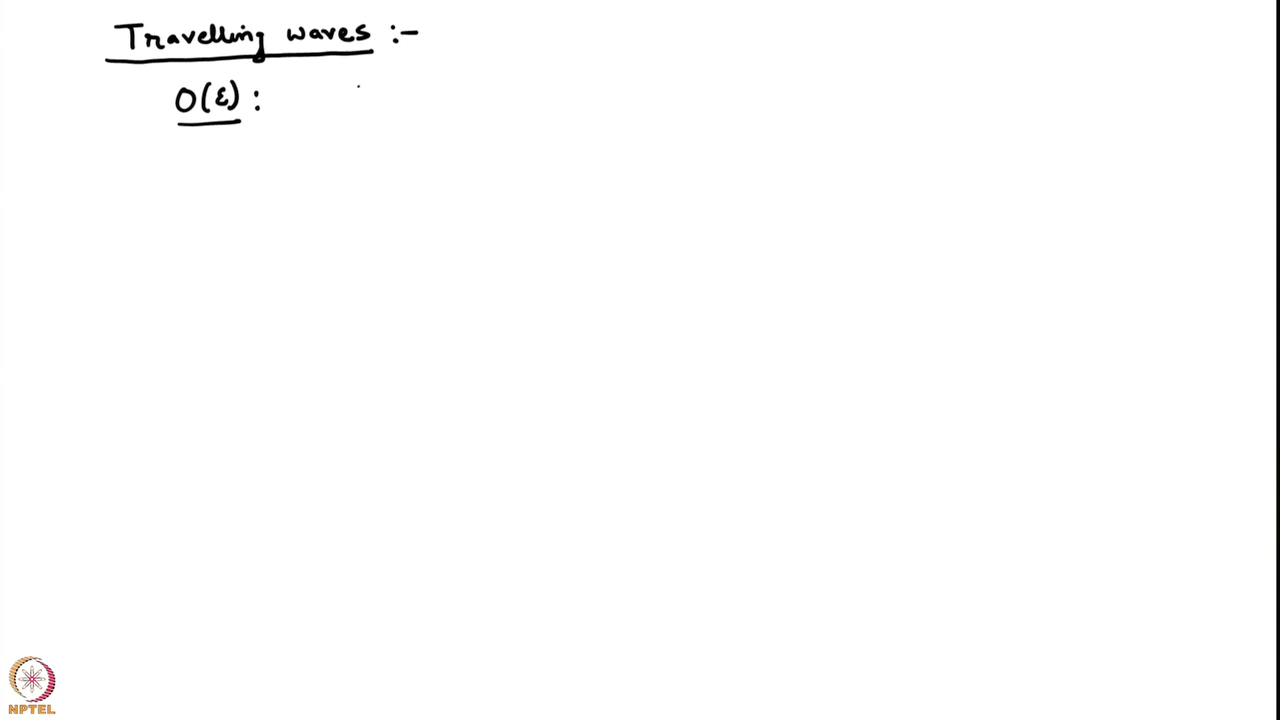 Travelling waves :-
O(ε) :
NPTEL